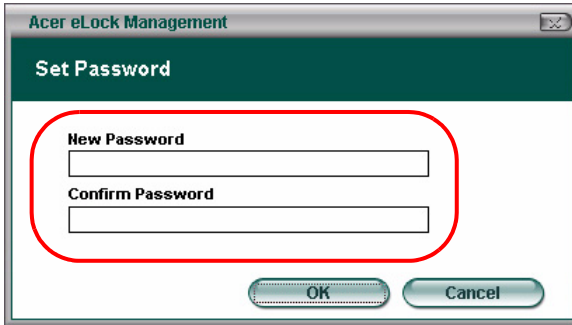 Acer eLock Management
Set Password
New Password
Confirm Password
OK Cancel